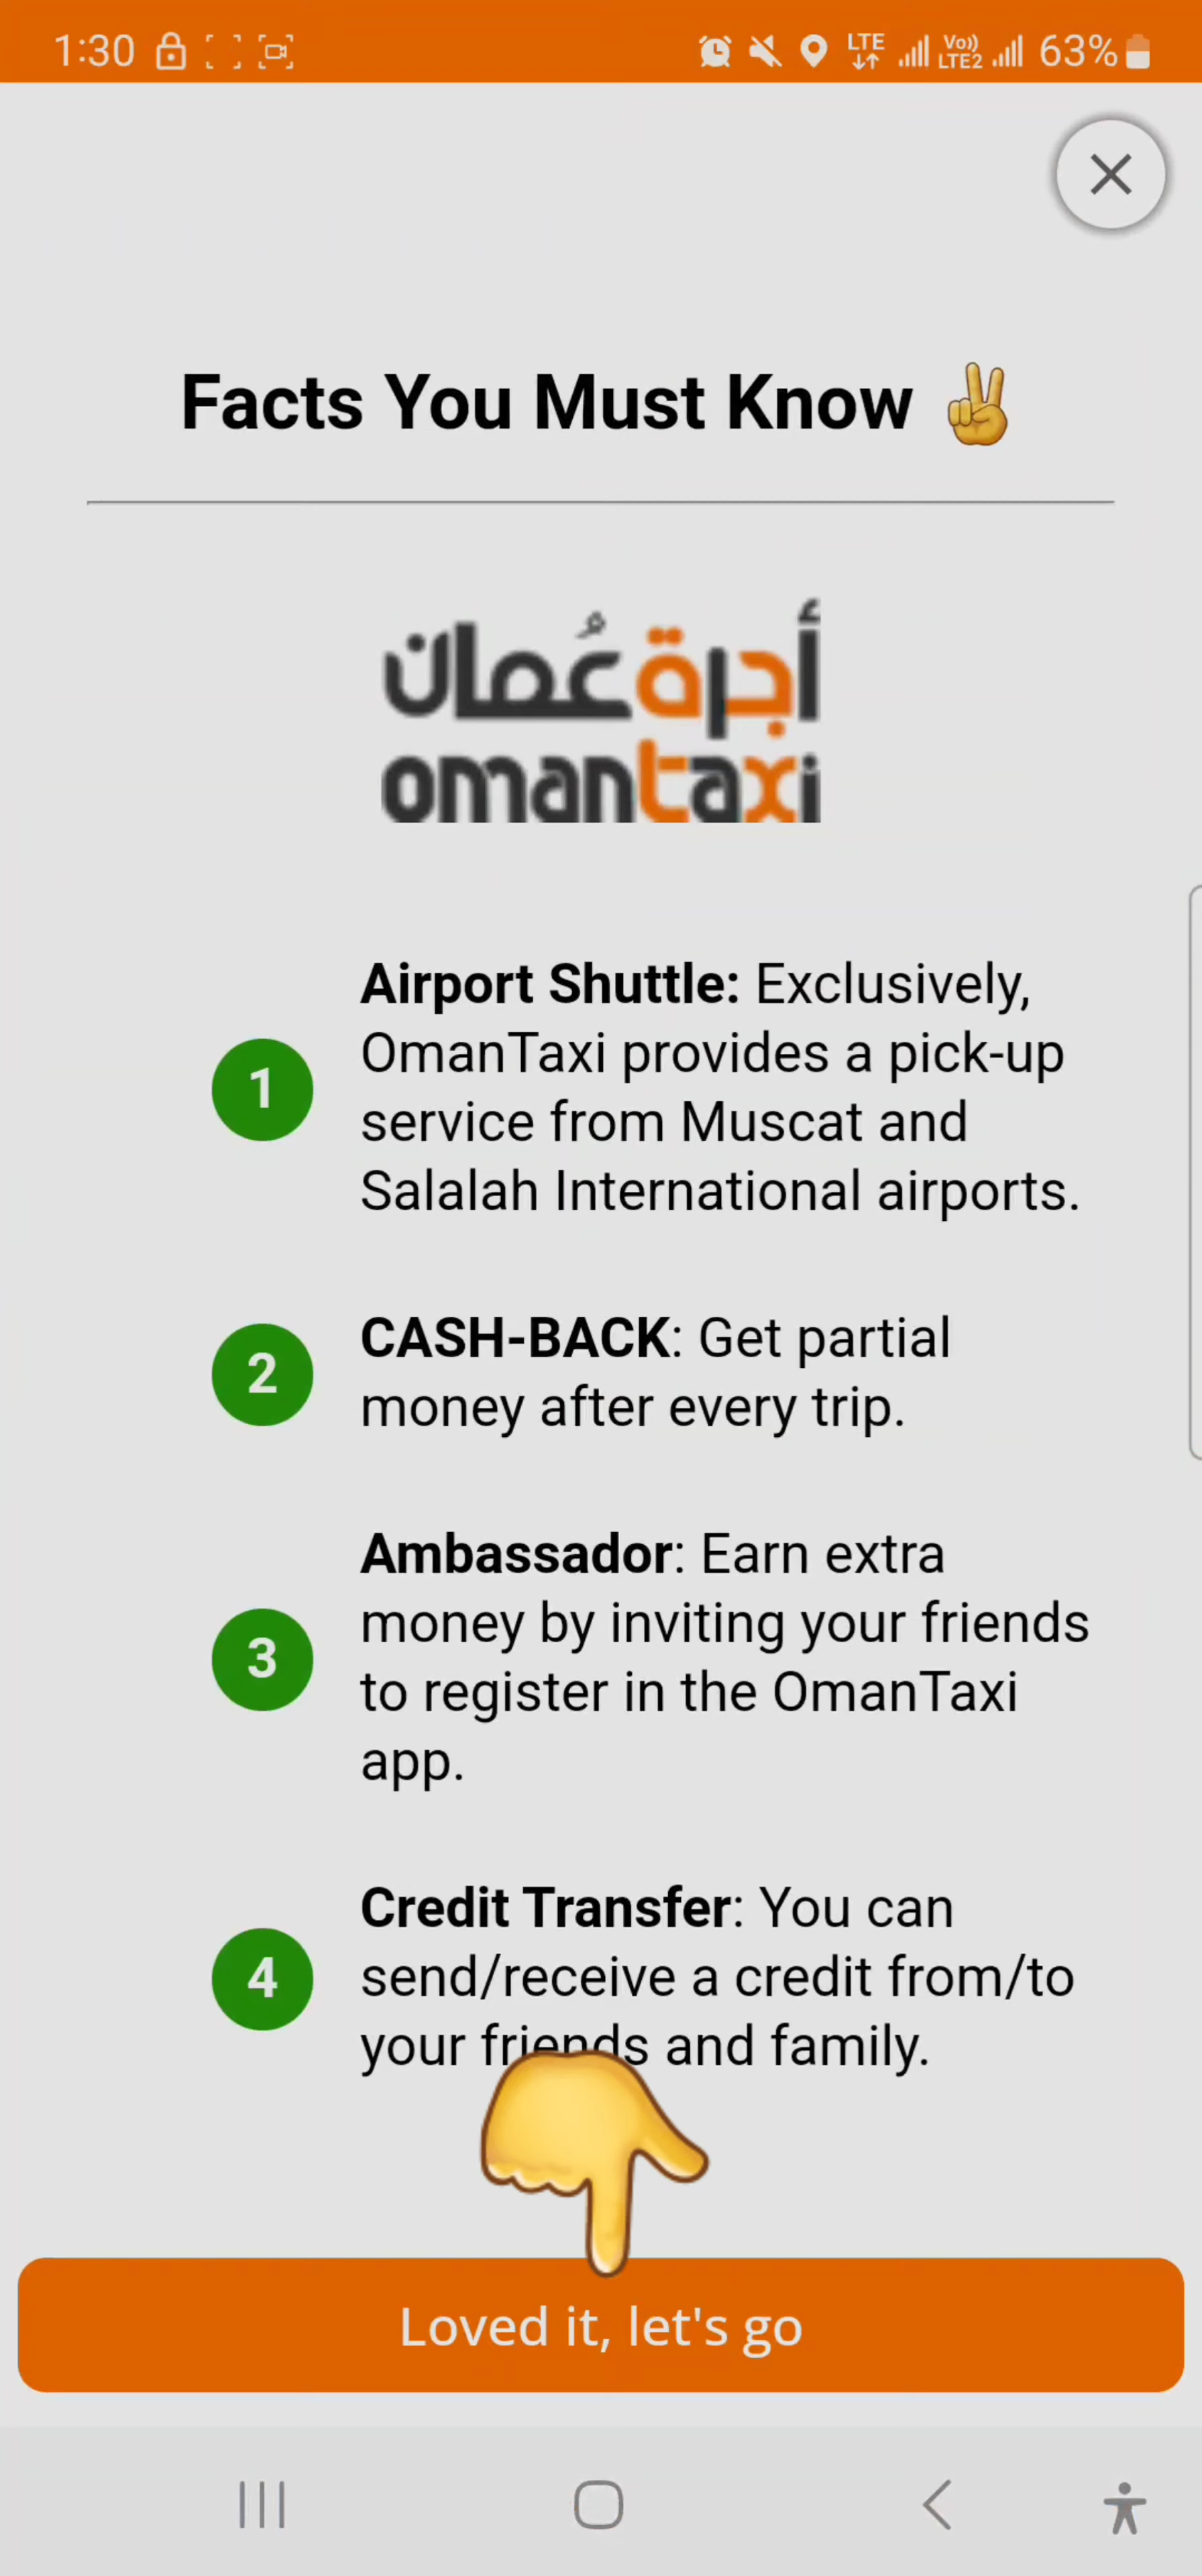 1:30
LTE
Vo))
LTE2
63%
Facts You Must Know ✌
أجرة عُمان
omantaxi
1
Airport Shuttle: Exclusively,
OmanTaxi provides a pick-up
service from Muscat and
Salalah International airports.
2
CASH-BACK: Get partial
money after every trip.
3
Ambassador: Earn extra
money by inviting your friends
to register in the OmanTaxi
app.
4
Credit Transfer: You can
send/receive a credit from/to
your friends and family.
Loved it, let's go